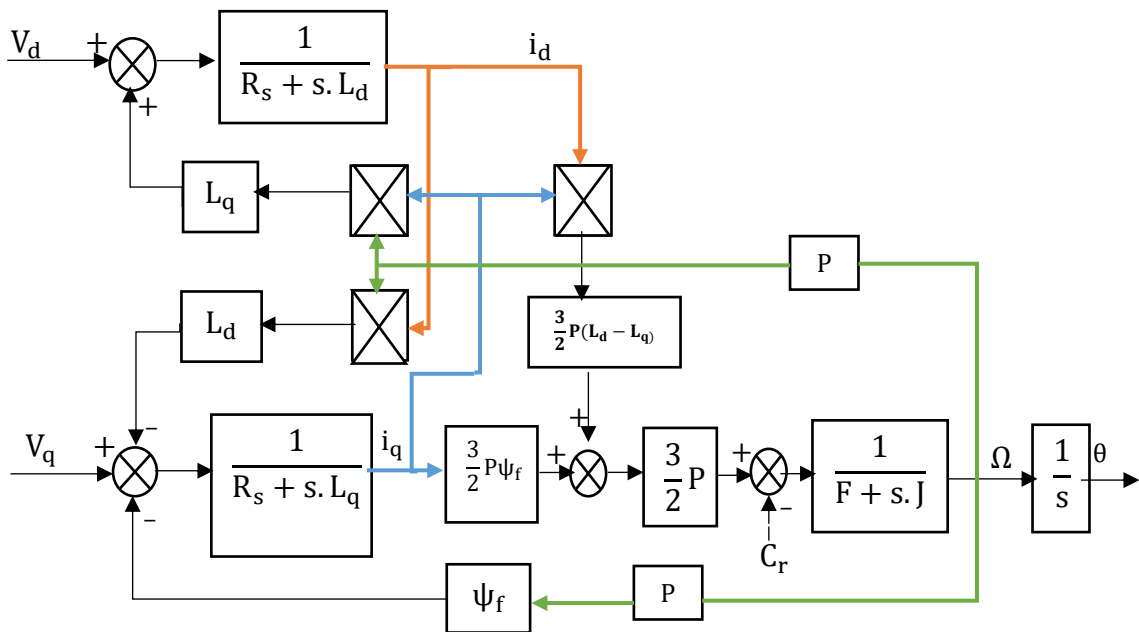 V_d
+
1
R_s + s. L_d
i_d
+
L_q
P
L_d
3/2 P(L_d − L_q)
-
+
V_q
+
1
R_s + s. L_q
i_q
3/2 Pψ_f
+
3/2 P
+
1
F + s. J
Ω
1/s
θ
-
-
C_r
ψ_f
P